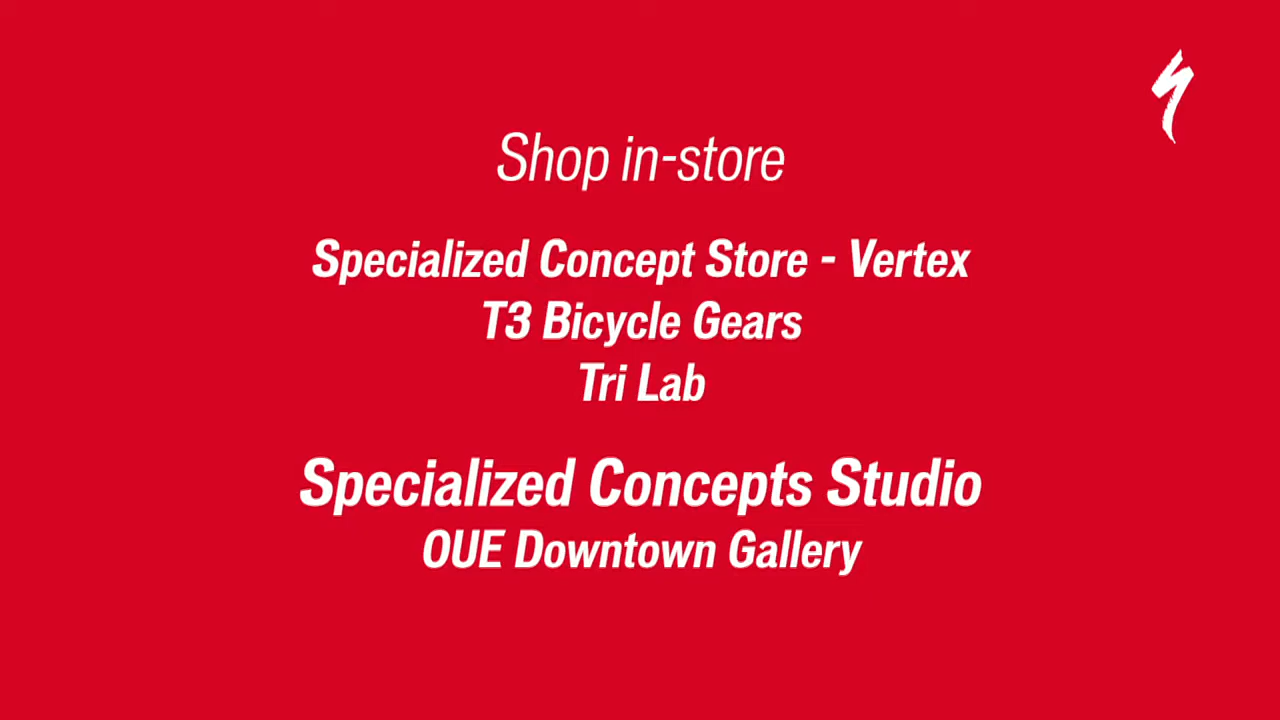 Shop in-store
Specialized Concept Store - Vertex
T3 Bicycle Gears
Tri Lab
Specialized Concepts Studio
OUE Downtown Gallery